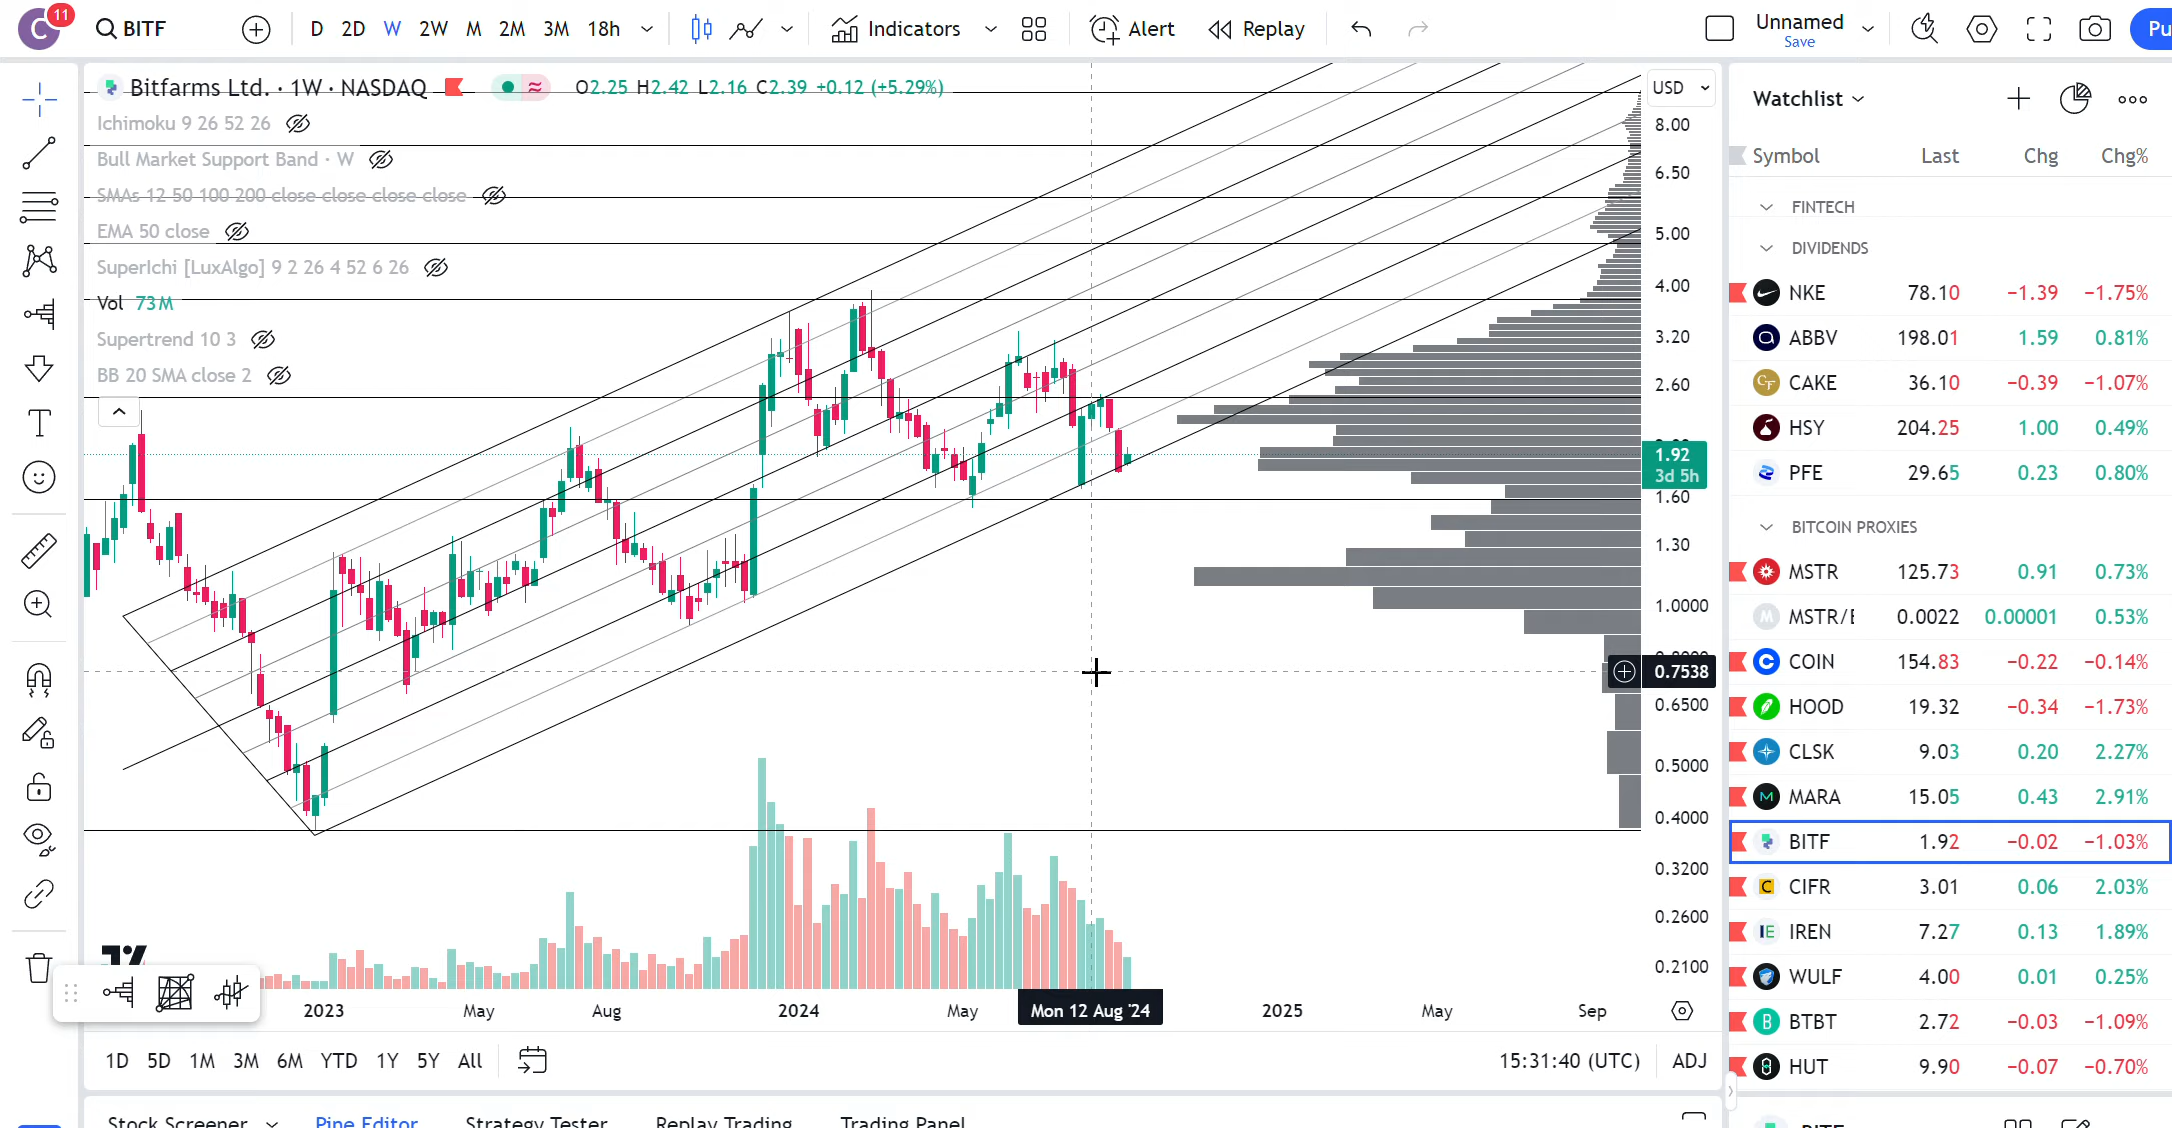 C 11 BITF D 2D W 2W M 2M 3M 18h Indicators Alert Replay Unnamed Save Pu
Bitfarms Ltd. · 1W · NASDAQ O2.25 H2.42 L2.16 C2.39 +0.12 (+5.29%)
Ichimoku 9 26 52 26
Bull Market Support Band · W
SMAs 12 50 100 200 close close close close
EMA 50 close
SuperIchi [LuxAlgo] 9 2 26 4 52 6 26
Vol 73M
Supertrend 10 3
BB 20 SMA close 2
USD
8.00
6.50
5.00
4.00
3.20
2.60
1.92
3d 5h
1.60
1.30
1.0000
0.7538
0.6500
0.5000
0.4000
0.3200
0.2600
0.2100
2023 May Aug 2024 May Mon 12 Aug '24 2025 May Sep
1D 5D 1M 3M 6M YTD 1Y 5Y All 15:31:40 (UTC) ADJ
Stock Screener Pine Editor Strategy Tester Replay Trading Trading Panel
Watchlist
Symbol Last Chg Chg%
FINTECH
DIVIDENDS
NKE 78.10 −1.39 −1.75%
ABBV 198.01 1.59 0.81%
CAKE 36.10 −0.39 −1.07%
HSY 204.25 1.00 0.49%
PFE 29.65 0.23 0.80%
BITCOIN PROXIES
MSTR 125.73 0.91 0.73%
MSTR/ 0.0022 0.00001 0.53%
COIN 154.83 −0.22 −0.14%
HOOD 19.32 −0.34 −1.73%
CLSK 9.03 0.20 2.27%
MARA 15.05 0.43 2.91%
BITF 1.92 −0.02 −1.03%
CIFR 3.01 0.06 2.03%
IREN 7.27 0.13 1.89%
WULF 4.00 0.01 0.25%
BTBT 2.72 −0.03 −1.09%
HUT 9.90 −0.07 −0.70%
BITF